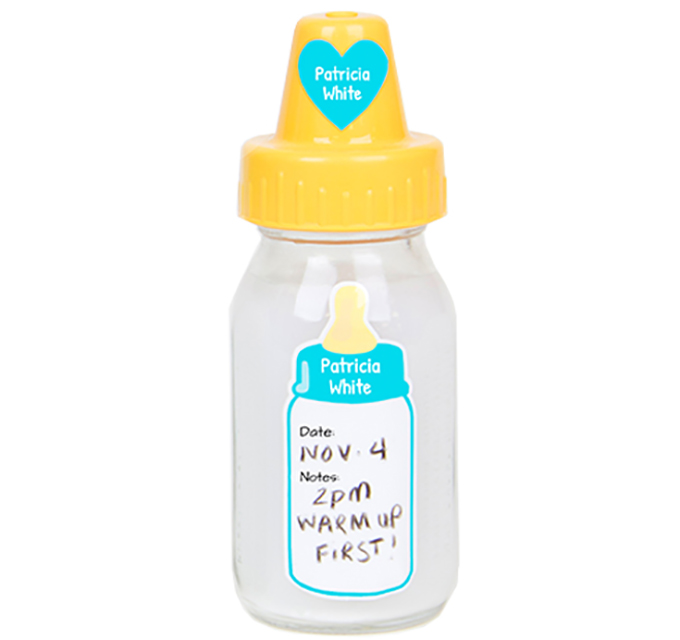 Patricia
White
Patricia
White
Date:
NOV. 4
Notes:
2pm
WARM UP
FIRST!